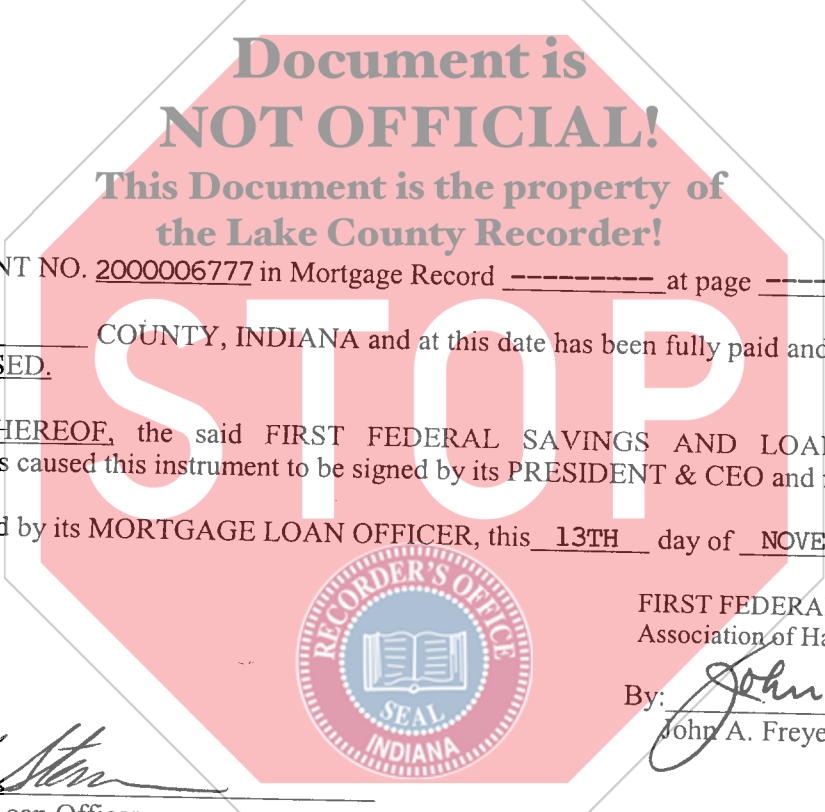 Document is
NOT OFFICIAL!
This Document is the property of
the Lake County Recorder!
NT NO. 2000006777 in Mortgage Record --------- at page ----
COUNTY, INDIANA and at this date has been fully paid and
SED.
HEREOF, the said FIRST FEDERAL SAVINGS AND LOA
s caused this instrument to be signed by its PRESIDENT & CEO and
d by its MORTGAGE LOAN OFFICER, this 13TH day of NOVE
STOP
RECORDER'S OFFICE
SEAL
INDIANA
FIRST FEDERA
Association of Ha
By: John
John A. Freye
Stern
Loan Officer